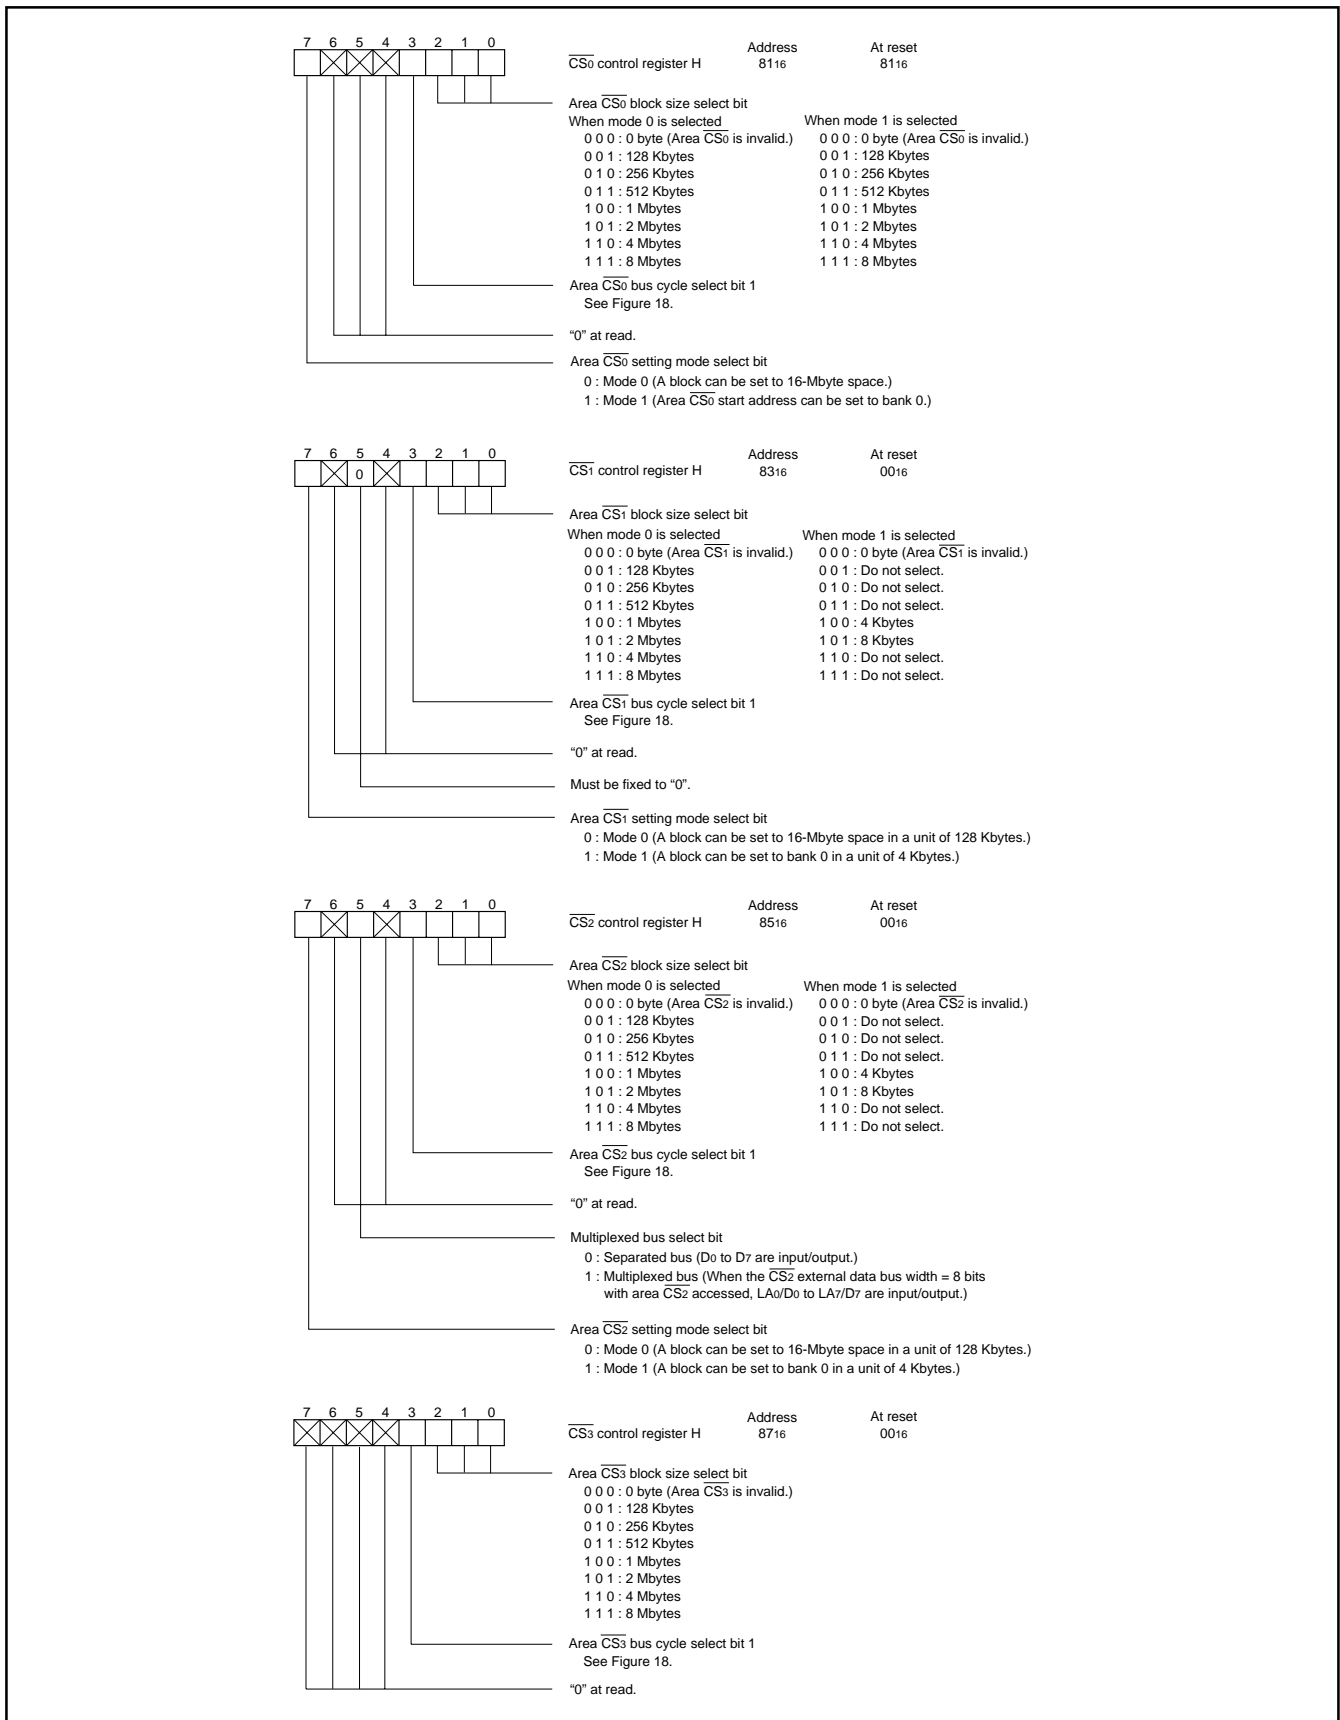 7 6 5 4 3 2 1 0
Address At reset
CS0 control register H 8116 8116
Area CS0 block size select bit
When mode 0 is selected When mode 1 is selected
0 0 0 : 0 byte (Area CS0 is invalid.) 0 0 0 : 0 byte (Area CS0 is invalid.)
0 0 1 : 128 Kbytes 0 0 1 : 128 Kbytes
0 1 0 : 256 Kbytes 0 1 0 : 256 Kbytes
0 1 1 : 512 Kbytes 0 1 1 : 512 Kbytes
1 0 0 : 1 Mbytes 1 0 0 : 1 Mbytes
1 0 1 : 2 Mbytes 1 0 1 : 2 Mbytes
1 1 0 : 4 Mbytes 1 1 0 : 4 Mbytes
1 1 1 : 8 Mbytes 1 1 1 : 8 Mbytes
Area CS0 bus cycle select bit 1
See Figure 18.
“0” at read.
Area CS0 setting mode select bit
0 : Mode 0 (A block can be set to 16-Mbyte space.)
1 : Mode 1 (Area CS0 start address can be set to bank 0.)
7 6 5 4 3 2 1 0
Address At reset
0
CS1 control register H 8316 0016
Area CS1 block size select bit
When mode 0 is selected When mode 1 is selected
0 0 0 : 0 byte (Area CS1 is invalid.) 0 0 0 : 0 byte (Area CS1 is invalid.)
0 0 1 : 128 Kbytes 0 0 1 : Do not select.
0 1 0 : 256 Kbytes 0 1 0 : Do not select.
0 1 1 : 512 Kbytes 0 1 1 : Do not select.
1 0 0 : 1 Mbytes 1 0 0 : 4 Kbytes
1 0 1 : 2 Mbytes 1 0 1 : 8 Kbytes
1 1 0 : 4 Mbytes 1 1 0 : Do not select.
1 1 1 : 8 Mbytes 1 1 1 : Do not select.
Area CS1 bus cycle select bit 1
See Figure 18.
“0” at read.
Must be fixed to “0”.
Area CS1 setting mode select bit
0 : Mode 0 (A block can be set to 16-Mbyte space in a unit of 128 Kbytes.)
1 : Mode 1 (A block can be set to bank 0 in a unit of 4 Kbytes.)
7 6 5 4 3 2 1 0
Address At reset
CS2 control register H 8516 0016
Area CS2 block size select bit
When mode 0 is selected When mode 1 is selected
0 0 0 : 0 byte (Area CS2 is invalid.) 0 0 0 : 0 byte (Area CS2 is invalid.)
0 0 1 : 128 Kbytes 0 0 1 : Do not select.
0 1 0 : 256 Kbytes 0 1 0 : Do not select.
0 1 1 : 512 Kbytes 0 1 1 : Do not select.
1 0 0 : 1 Mbytes 1 0 0 : 4 Kbytes
1 0 1 : 2 Mbytes 1 0 1 : 8 Kbytes
1 1 0 : 4 Mbytes 1 1 0 : Do not select.
1 1 1 : 8 Mbytes 1 1 1 : Do not select.
Area CS2 bus cycle select bit 1
See Figure 18.
“0” at read.
Multiplexed bus select bit
0 : Separated bus (D0 to D7 are input/output.)
1 : Multiplexed bus (When the CS2 external data bus width = 8 bits
with area CS2 accessed, LA0/D0 to LA7/D7 are input/output.)
Area CS2 setting mode select bit
0 : Mode 0 (A block can be set to 16-Mbyte space in a unit of 128 Kbytes.)
1 : Mode 1 (A block can be set to bank 0 in a unit of 4 Kbytes.)
7 6 5 4 3 2 1 0
Address At reset
CS3 control register H 8716 0016
Area CS3 block size select bit
0 0 0 : 0 byte (Area CS3 is invalid.)
0 0 1 : 128 Kbytes
0 1 0 : 256 Kbytes
0 1 1 : 512 Kbytes
1 0 0 : 1 Mbytes
1 0 1 : 2 Mbytes
1 1 0 : 4 Mbytes
1 1 1 : 8 Mbytes
Area CS3 bus cycle select bit 1
See Figure 18.
“0” at read.